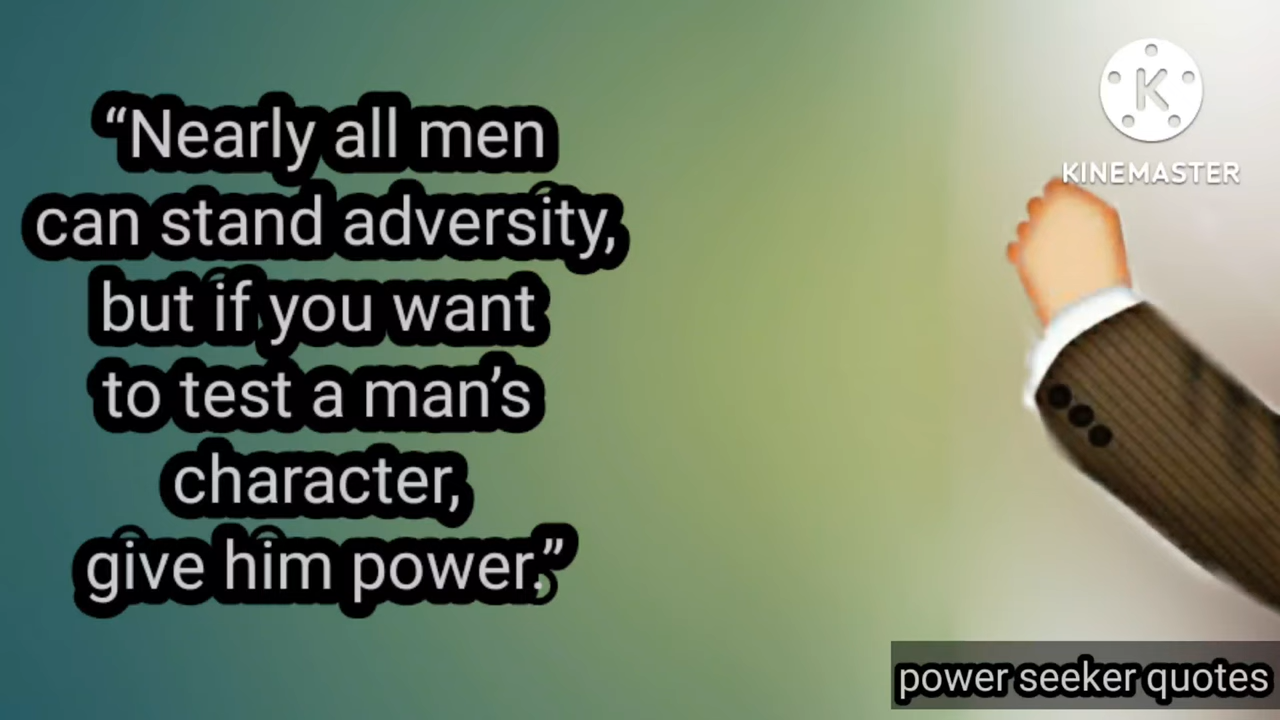 “Nearly all men
can stand adversity,
but if you want
to test a man’s
character,
give him power.”
K
KINEMASTER
power seeker quotes